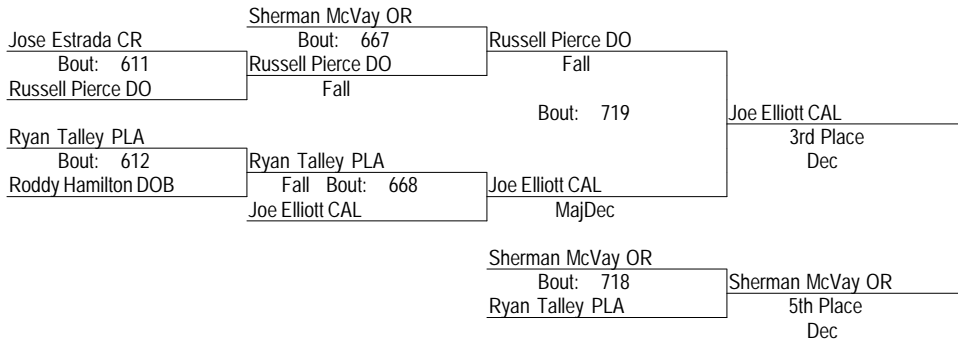 Sherman McVay OR
Jose Estrada CR
Bout: 667
Russell Pierce DO
Bout: 611
Russell Pierce DO
Fall
Russell Pierce DO
Fall
Bout: 719
Joe Elliott CAL
Ryan Talley PLA
3rd Place
Bout: 612
Ryan Talley PLA
Dec
Roddy Hamilton DOB
Fall Bout: 668
Joe Elliott CAL
Joe Elliott CAL
MajDec
Sherman McVay OR
Bout: 718
Sherman McVay OR
Ryan Talley PLA
5th Place
Dec